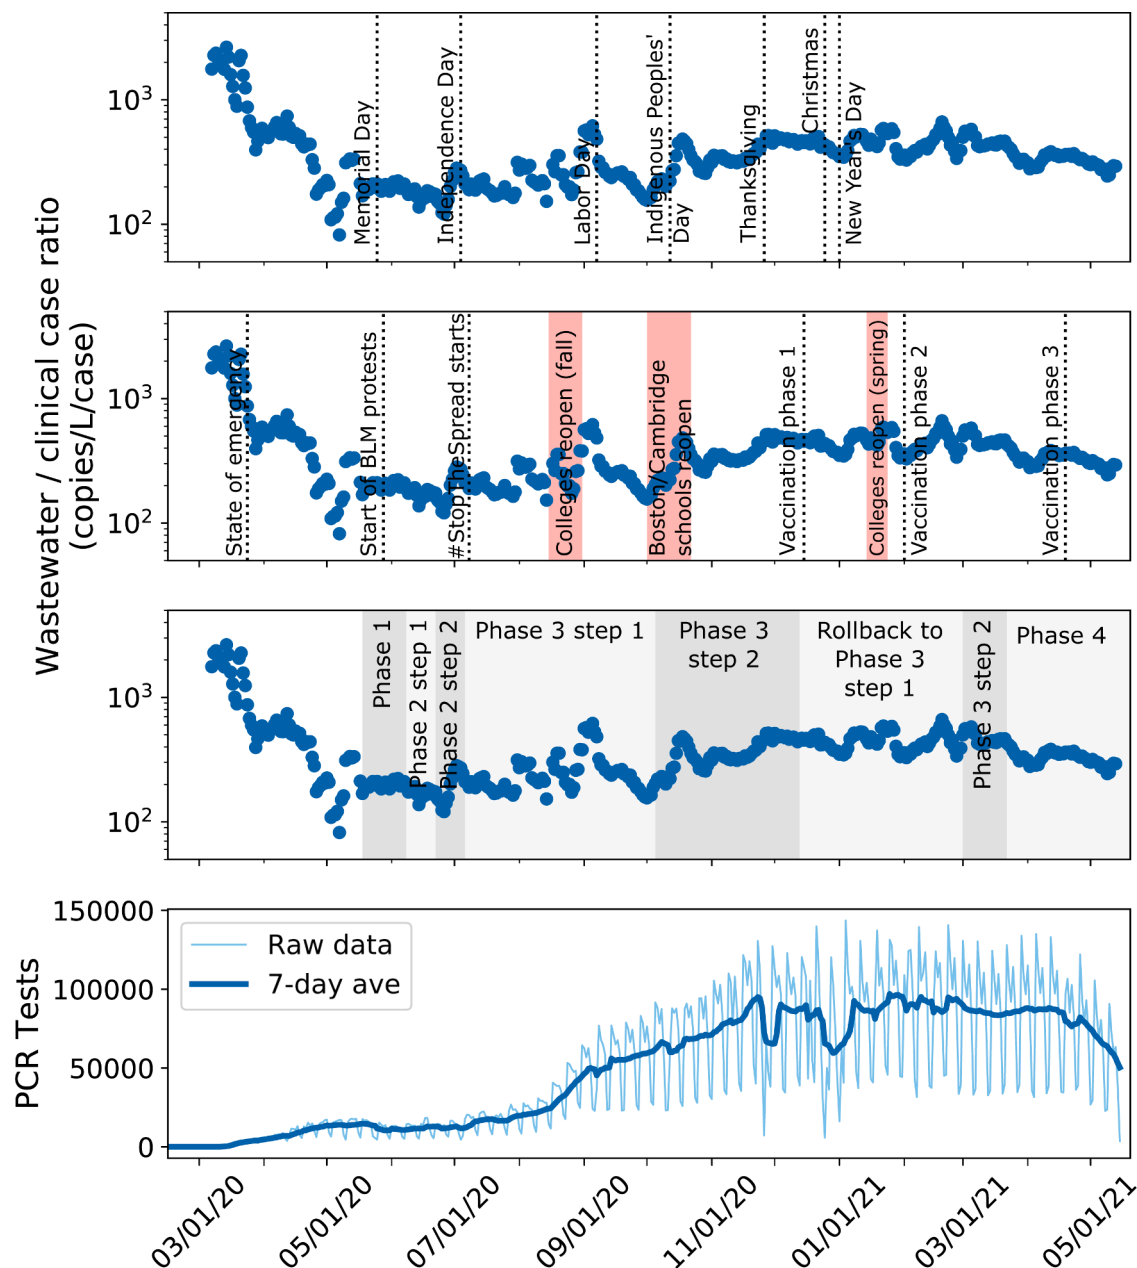 Wastewater / clinical case ratio
(copies/L/case)
10³
10²
Memorial Day
Independence Day
Labor Day
Indigenous Peoples'
Day
Thanksgiving
Christmas
New Year's Day
10³
10²
State of emergency
Start of BLM protests
#StopTheSpread starts
Colleges reopen (fall)
Boston/Cambridge
schools reopen
Vaccination phase 1
Colleges reopen (spring)
Vaccination phase 2
Vaccination phase 3
10³
10²
Phase 1
Phase 2 step 1
Phase 2 step 2
Phase 3 step 1
Phase 3
step 2
Rollback to
Phase 3
step 1
Phase 3 step 2
Phase 4
PCR Tests
150000
100000
50000
0
Raw data
7-day ave
03/01/20
05/01/20
07/01/20
09/01/20
11/01/20
01/01/21
03/01/21
05/01/21